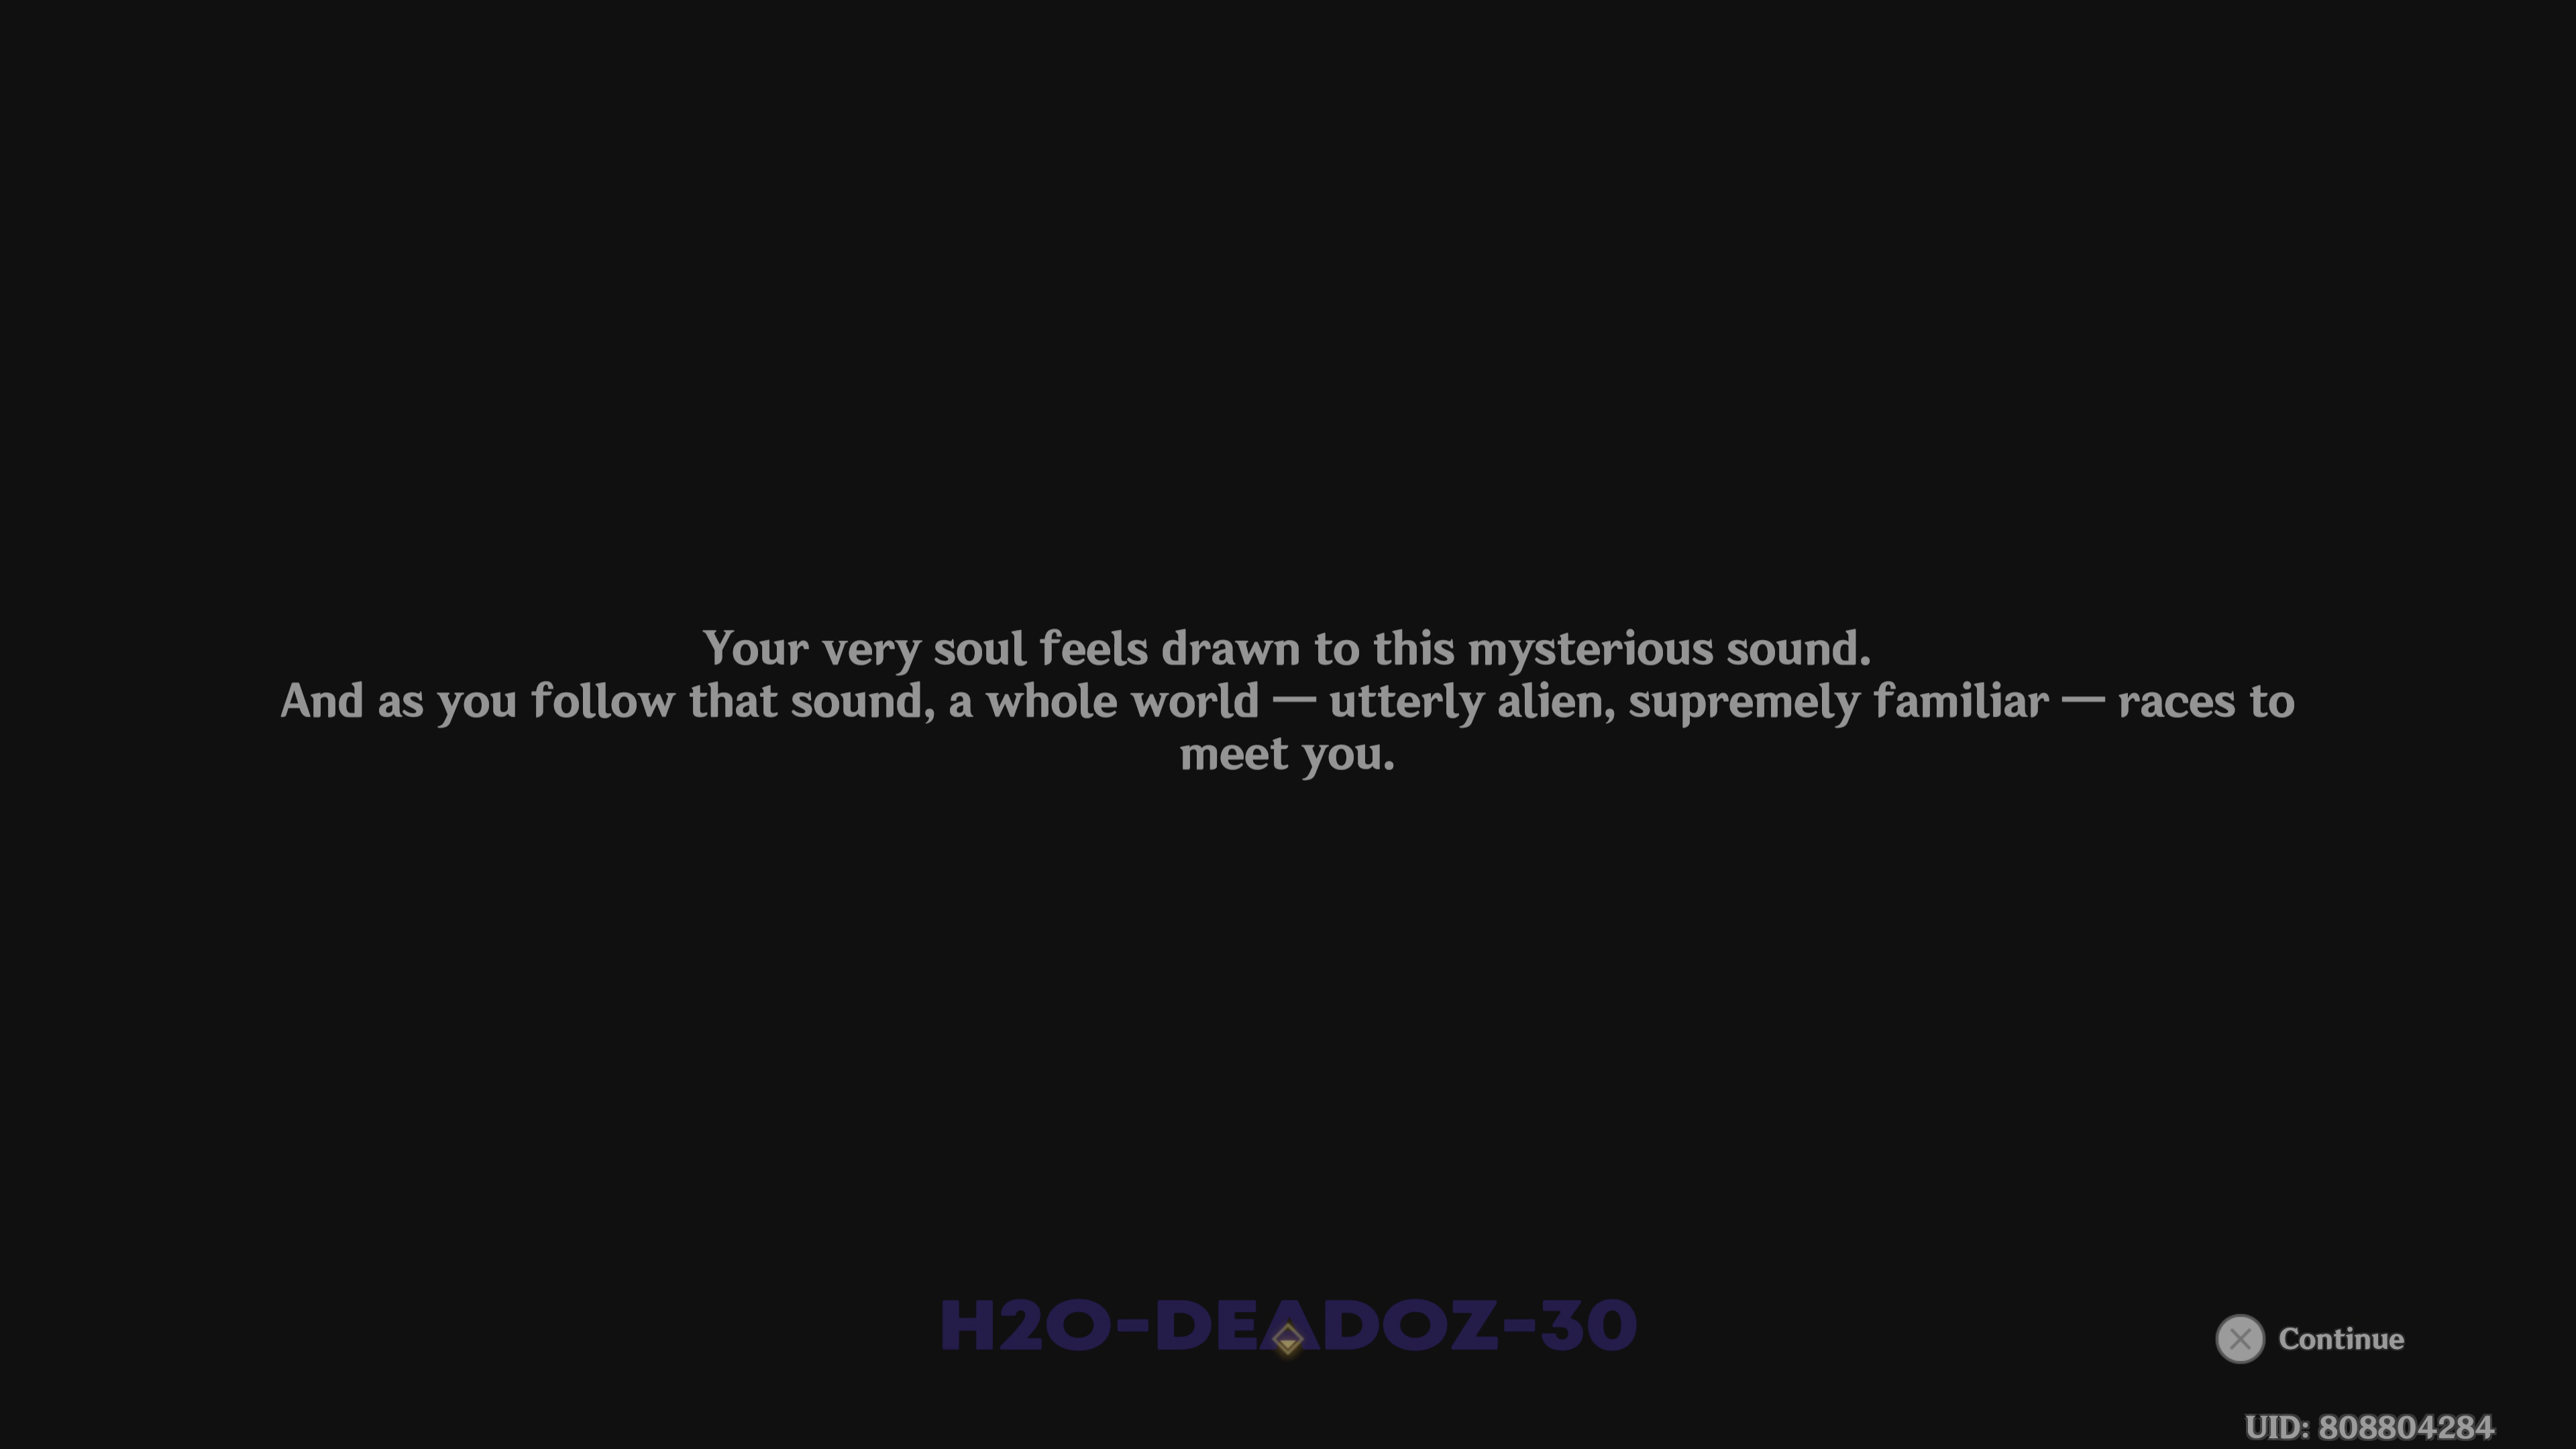 Your very soul feels drawn to this mysterious sound.
And as you follow that sound, a whole world — utterly alien, supremely familiar — races to
meet you.
H2O-DEADOZ-30
Continue
UID: 808804284